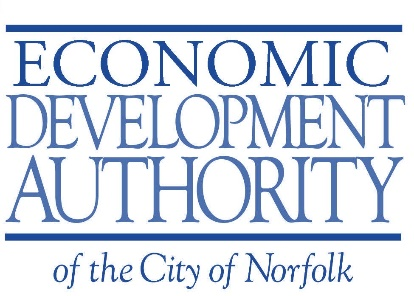 ECONOMIC
DEVELOPMENT
AUTHORITY
of the City of Norfolk